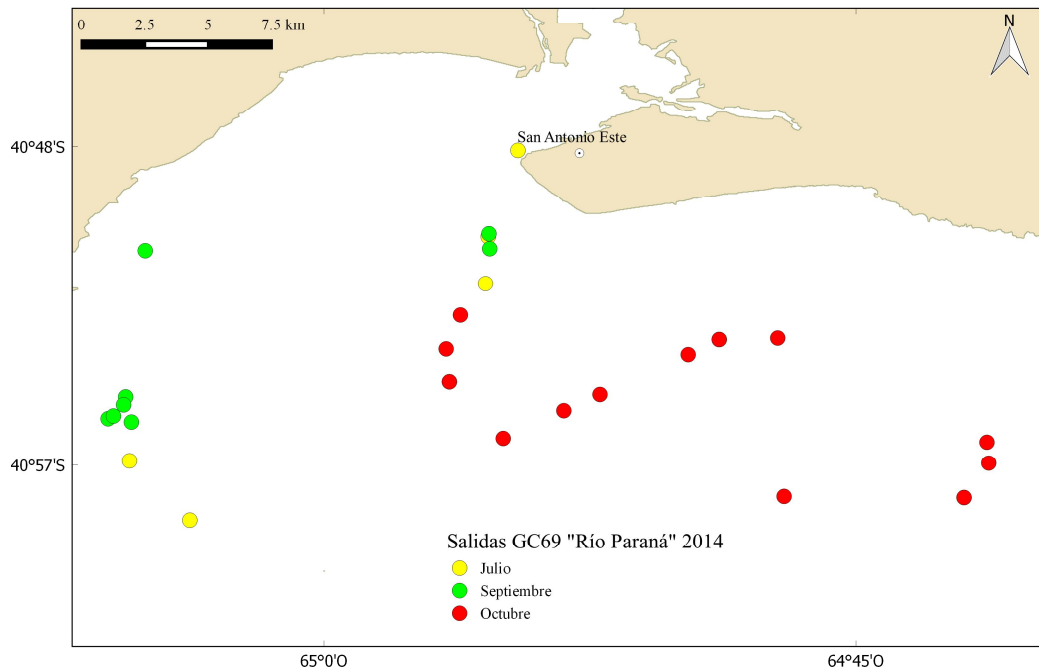 0 2.5 5 7.5 km
N
San Antonio Este
40°48'S
40°57'S
Salidas GC69 "Río Paraná" 2014
Julio
Septiembre
Octubre
65°0'O 64°45'O